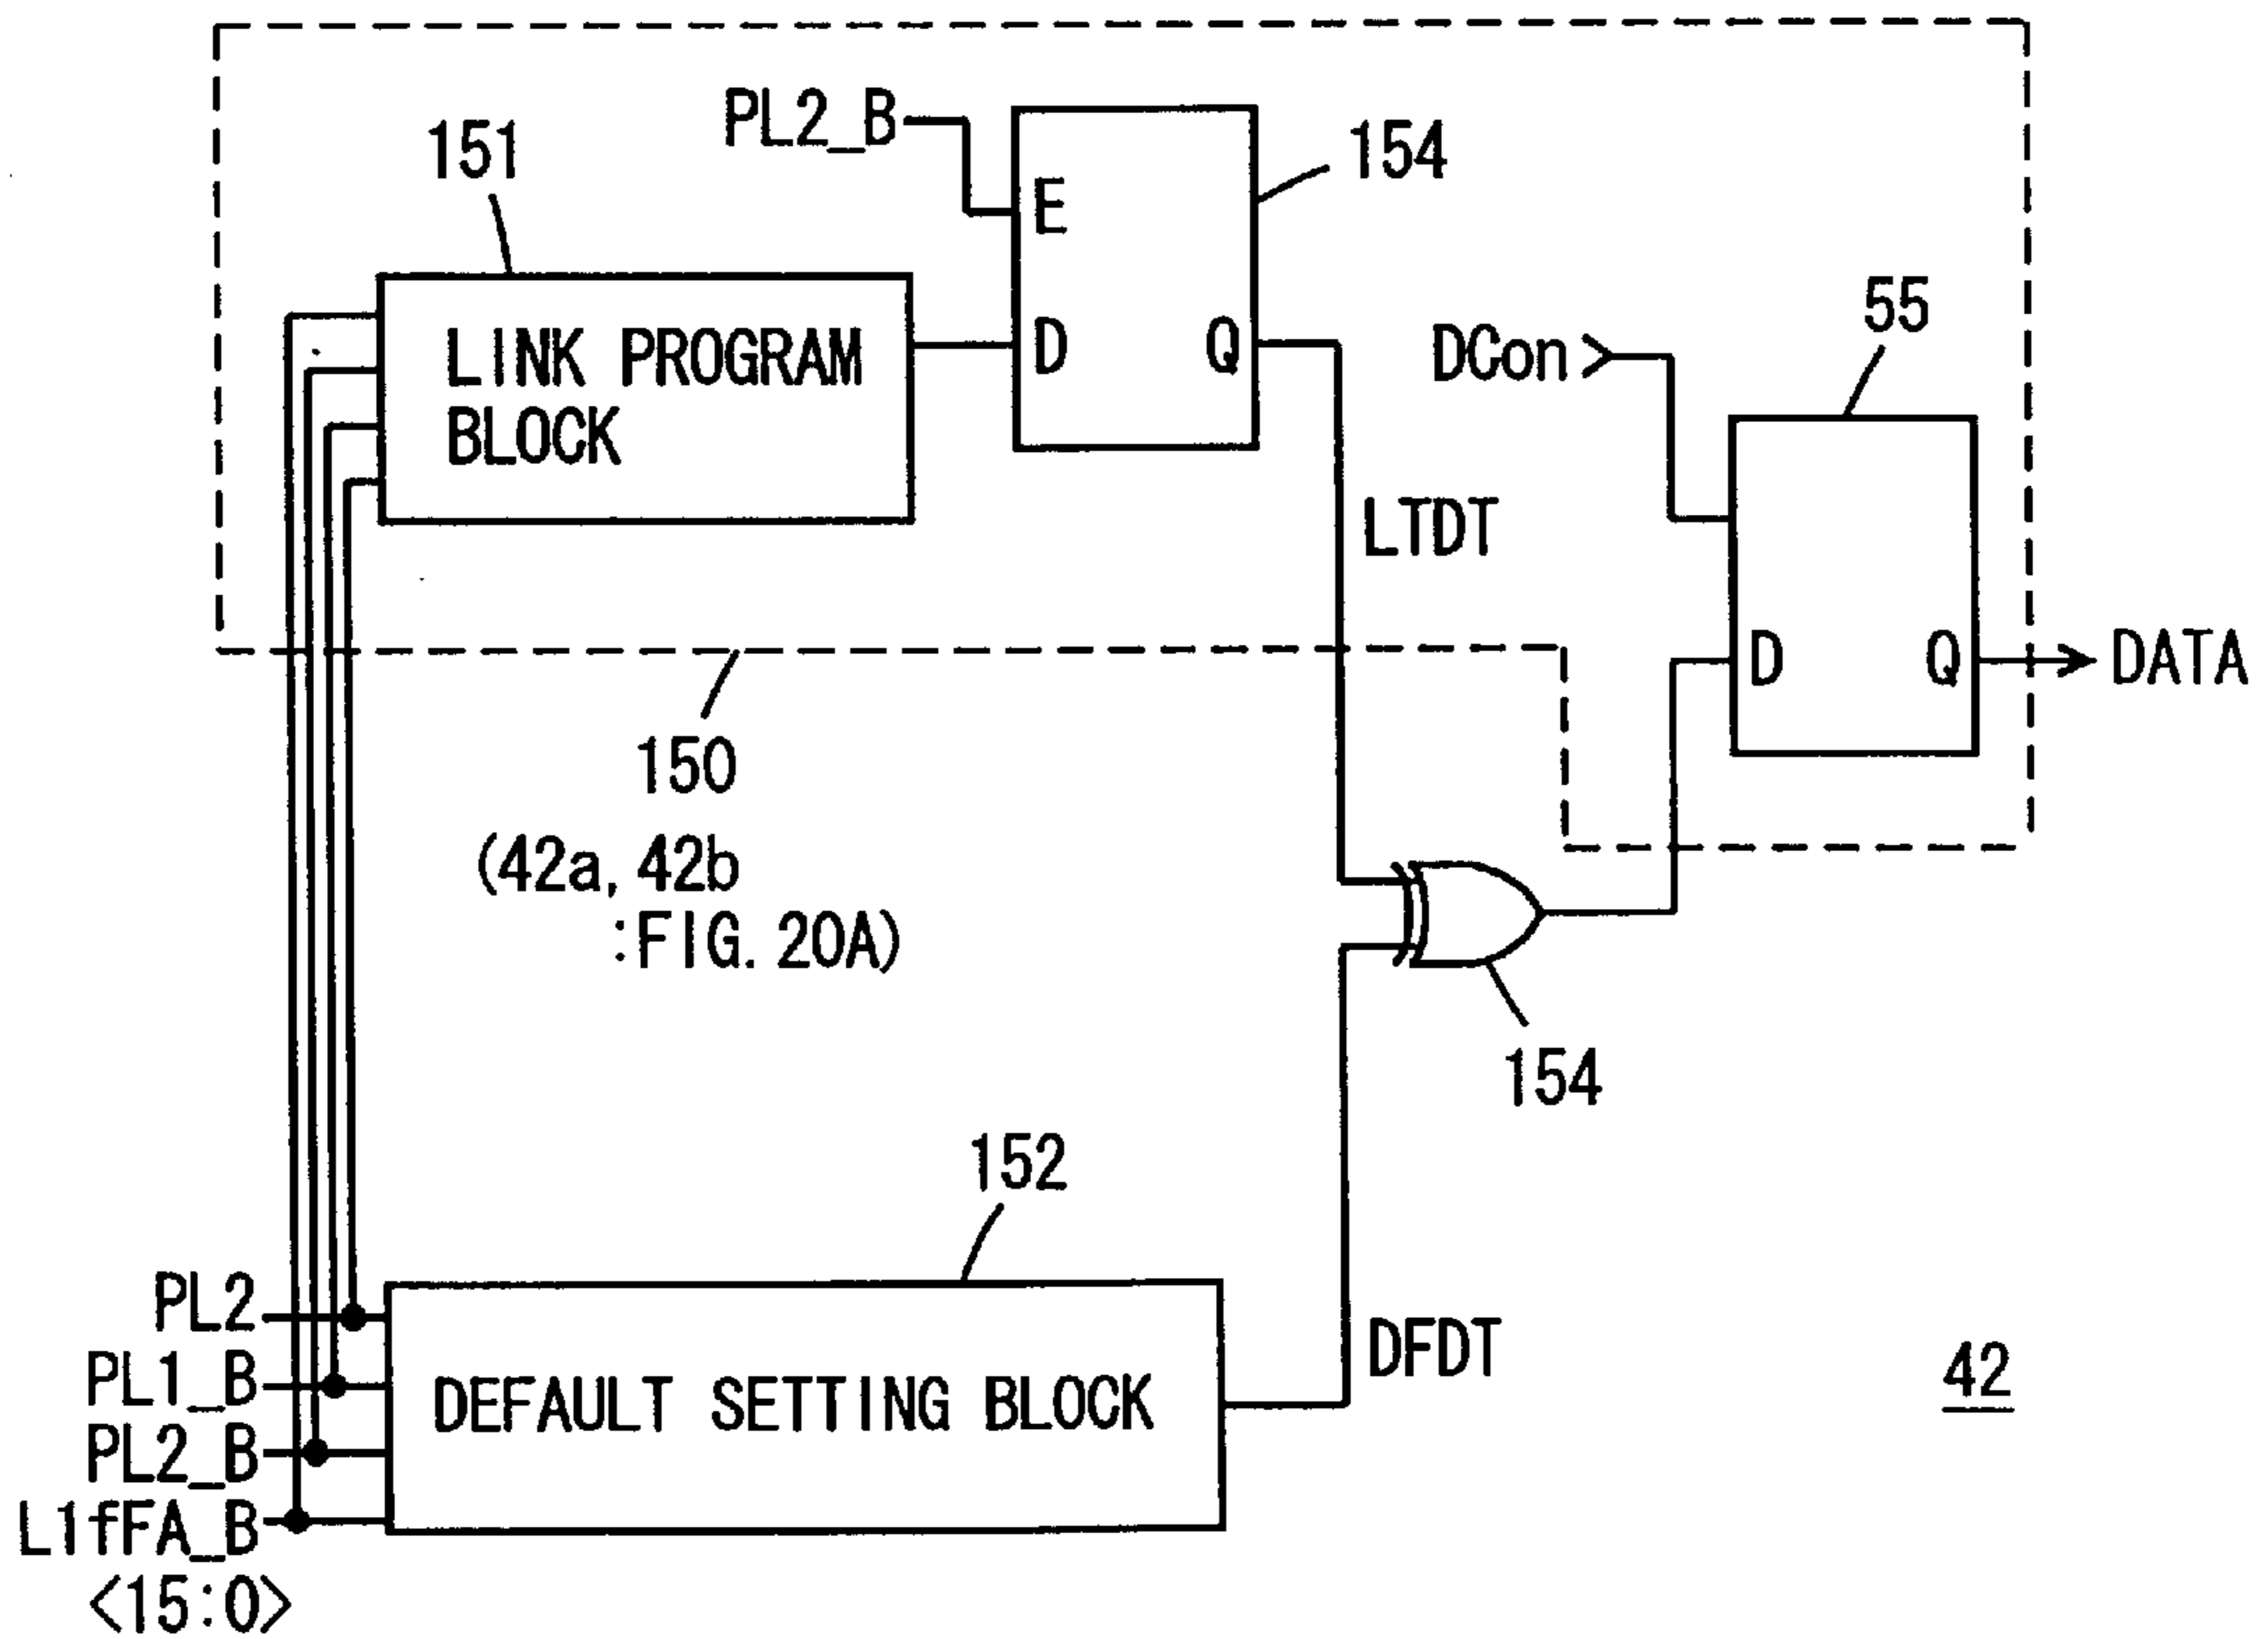 PL2_B
151
154
E
LINK PROGRAM
BLOCK
D
Q
DCon
55
LTDT
D
Q
DATA
150
(42a, 42b
:FIG. 20A)
154
152
PL2
DFDT
PL1_B
42
DEFAULT SETTING BLOCK
PL2_B
L1fFA_B
<15:0>